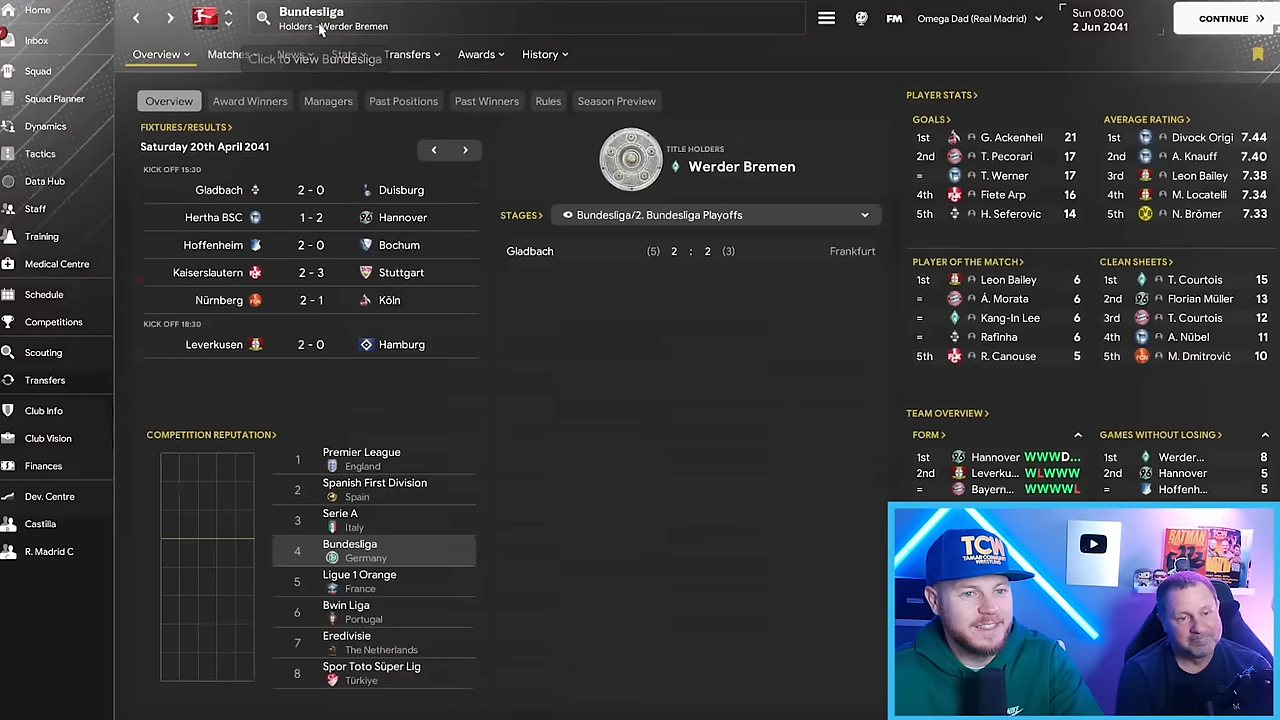 Home
Inbox
Squad
Squad Planner
Dynamics
Tactics
Data Hub
Staff
Training
Medical Centre
Schedule
Competitions
Scouting
Transfers
Club Info
Club Vision
Finances
Dev. Centre
Castilla
R. Madrid C
Bundesliga
Holders - Werder Bremen
FM
Omega Dad (Real Madrid)
Sun 08:00
2 Jun 2041
CONTINUE
Overview Matches News Stats Transfers Awards History
Click to view Bundesliga
Overview Award Winners Managers Past Positions Past Winners Rules Season Preview
FIXTURES/RESULTS>
Saturday 20th April 2041
KICK OFF 15:30
Gladbach 2 - 0 Duisburg
Hertha BSC 1 - 2 Hannover
Hoffenheim 2 - 0 Bochum
Kaiserslautern 2 - 3 Stuttgart
Nürnberg 2 - 1 Köln
KICK OFF 18:30
Leverkusen 2 - 0 Hamburg
COMPETITION REPUTATION>
1 Premier League
England
2 Spanish First Division
Spain
3 Serie A
Italy
4 Bundesliga
Germany
5 Ligue 1 Orange
France
6 Bwin Liga
Portugal
7 Eredivisie
The Netherlands
8 Spor Toto Süper Lig
Türkiye
TITLE HOLDERS
Werder Bremen
STAGES> Bundesliga/2. Bundesliga Playoffs
Gladbach (5) 2 : 2 (3) Frankfurt
PLAYER STATS>
GOALS>
1st G. Ackenheil 21
2nd T. Pecorari 17
= T. Werner 17
4th Fiete Arp 16
5th H. Seferovic 14
AVERAGE RATING>
1st Divock Origi 7.44
2nd A. Knauff 7.40
3rd Leon Bailey 7.38
4th M. Locatelli 7.34
5th N. Brömer 7.33
PLAYER OF THE MATCH>
1st Leon Bailey 6
= Á. Morata 6
= Kang-In Lee 6
= Rafinha 6
5th R. Canouse 5
CLEAN SHEETS>
1st T. Courtois 15
2nd Florian Müller 13
3rd T. Courtois 12
4th A. Nübel 11
5th M. Dmitrović 10
TEAM OVERVIEW>
FORM>
1st Hannover WWWD...
2nd Leverku... WLWWW
= Bayern... WWWWL
GAMES WITHOUT LOSING>
1st Werder... 8
2nd Hannover 5
= Hoffenh... 5
TCW
TAMAR COMMUNITY
WRESTLING
BATMAN
NIKE